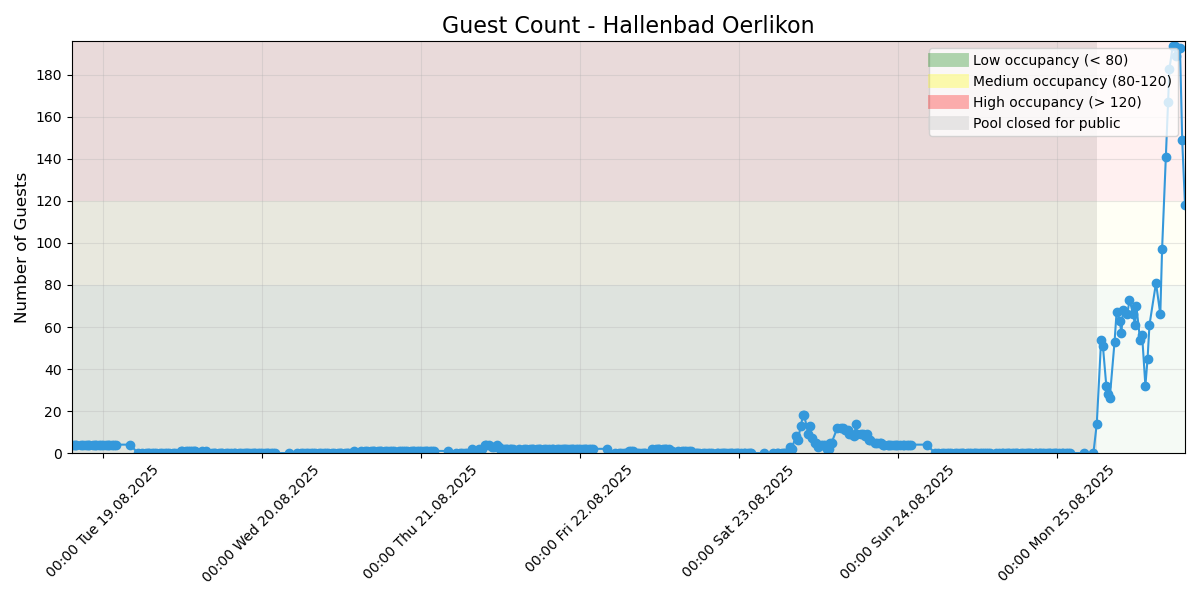 Guest Count - Hallenbad Oerlikon
Number of Guests
180
160
140
120
100
80
60
40
20
0
Low occupancy (< 80)
Medium occupancy (80-120)
High occupancy (> 120)
Pool closed for public
00:00 Tue 19.08.2025
00:00 Wed 20.08.2025
00:00 Thu 21.08.2025
00:00 Fri 22.08.2025
00:00 Sat 23.08.2025
00:00 Sun 24.08.2025
00:00 Mon 25.08.2025